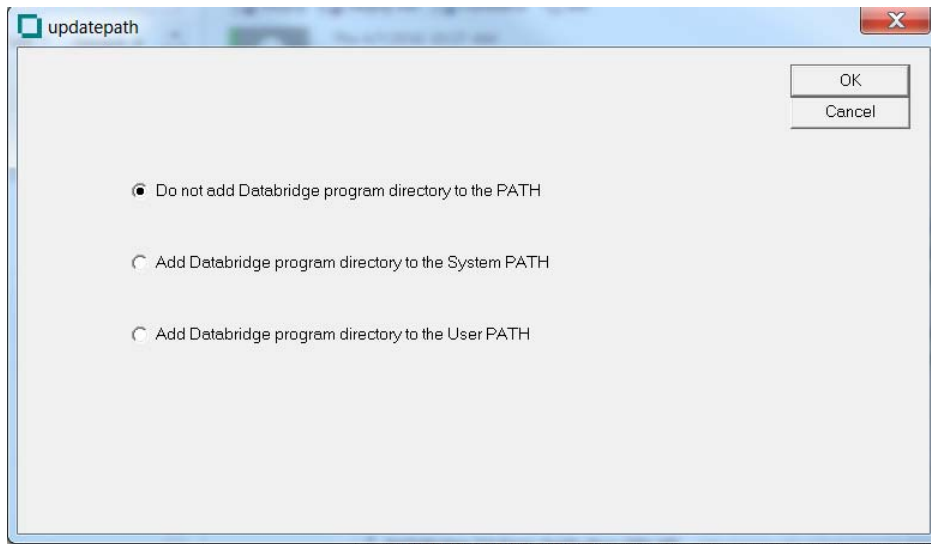 updatepath
OK
Cancel
Do not add Databridge program directory to the PATH
Add Databridge program directory to the System PATH
Add Databridge program directory to the User PATH